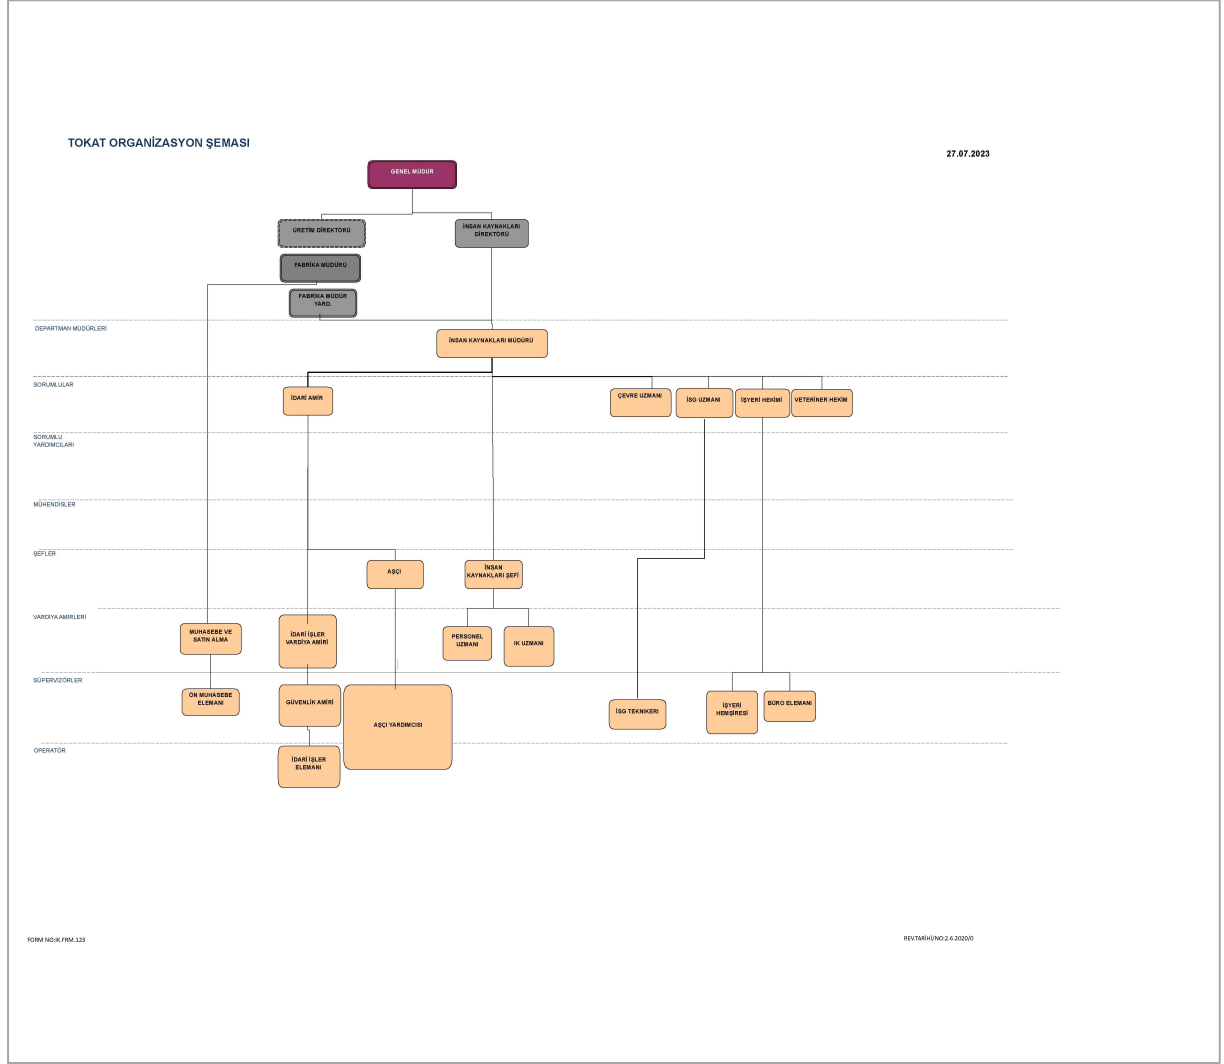 TOKAT ORGANİZASYON ŞEMASI
27.07.2023
GENEL MÜDÜR
ÜRETİM DİREKTÖRÜ
İNSAN KAYNAKLARI
DİREKTÖRÜ
FABRİKA MÜDÜRÜ
FABRİKA MÜDÜR
YARD.
DEPARTMAN MÜDÜRLERİ
İNSAN KAYNAKLARI MÜDÜRÜ
SORUMLULAR
İDARİ AMİR
ÇEVRE UZMANI
İSG UZMANI
İŞYERİ HEKİMİ
VETERİNER HEKİM
SORUMLU
YARDIMCILARI
MÜHENDİSLER
ŞEFLER
AŞÇI
İNSAN
KAYNAKLARI ŞEFİ
VARDİYA AMİRLERİ
MUHASEBE VE
SATIN ALMA
İDARİ İŞLER
VARDİYA AMİRİ
PERSONEL
UZMANI
IK UZMANI
SÜPERVİZÖRLER
ÖN MUHASEBE
ELEMANI
GÜVENLİK AMİRİ
AŞÇI YARDIMCISI
İSG TEKNIKERI
İŞYERİ
HEMŞİRESİ
BÜRO ELEMANI
OPERATÖR
İDARİ İŞLER
ELEMANI
FORM NO:IK.FRM.123
REV.TARİHİ/NO:2.6.2020/0